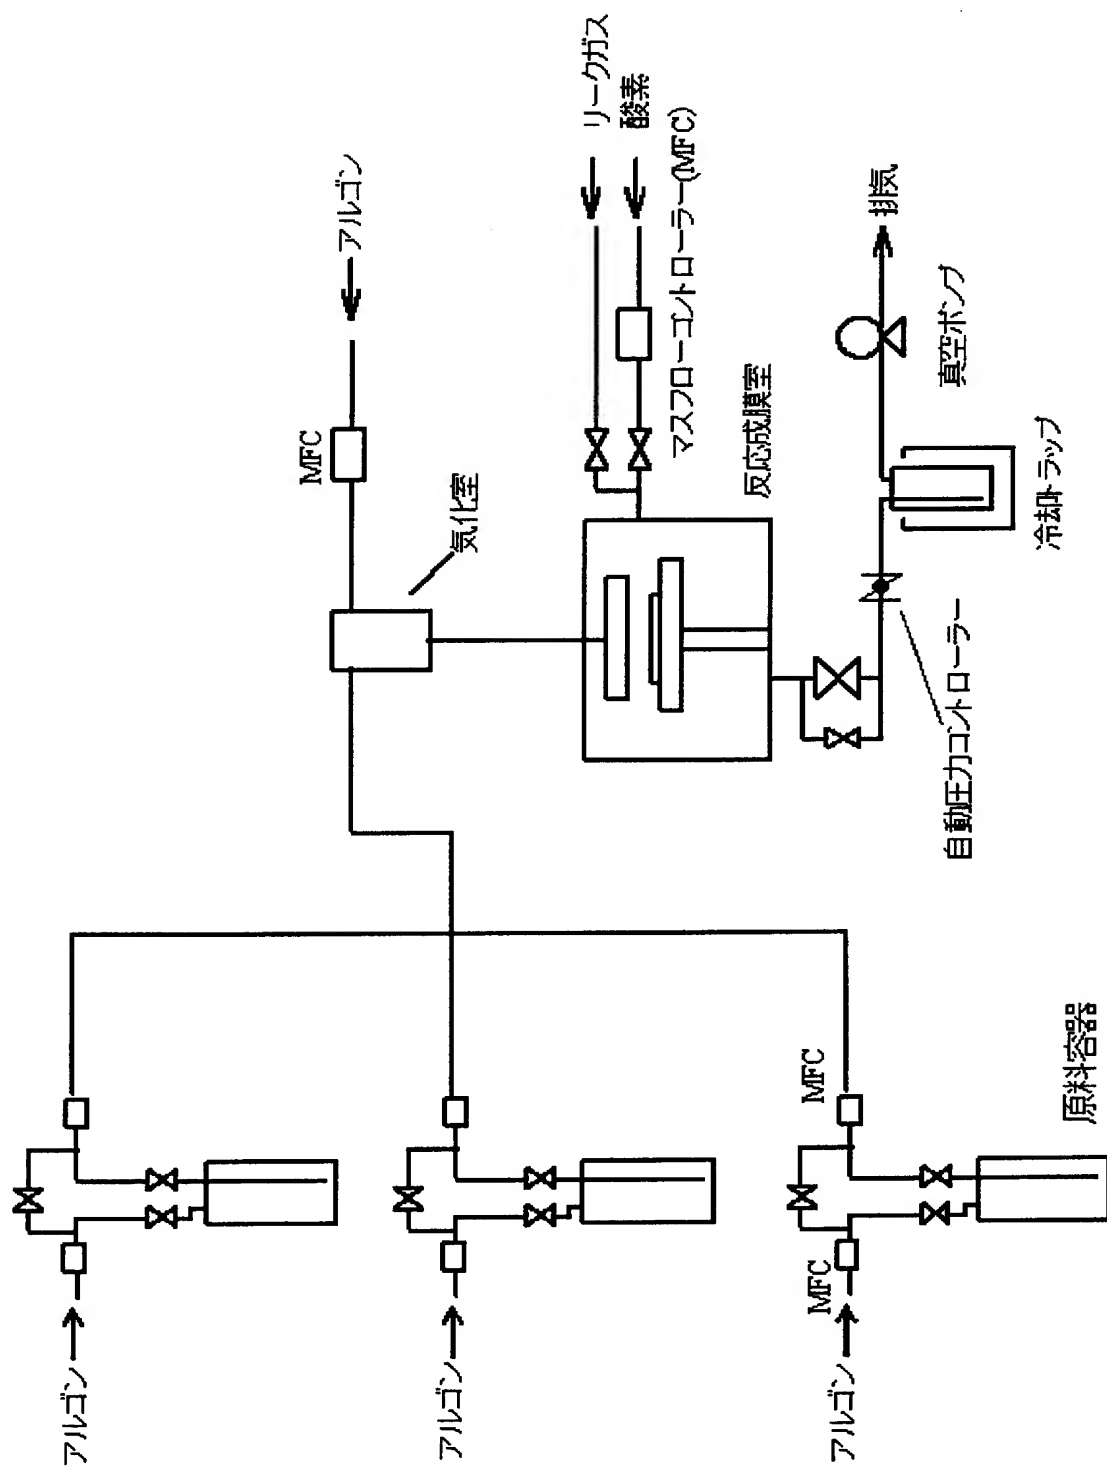 アルゴン
MFC
アルゴン
アルゴン
気化室
リークガス
酸素
マスフローコントローラー(MFC)
反応成膜室
MFC
MFC
アルゴン
排気
真空ポンプ
自動圧力コントローラー
冷却トラップ
原料容器